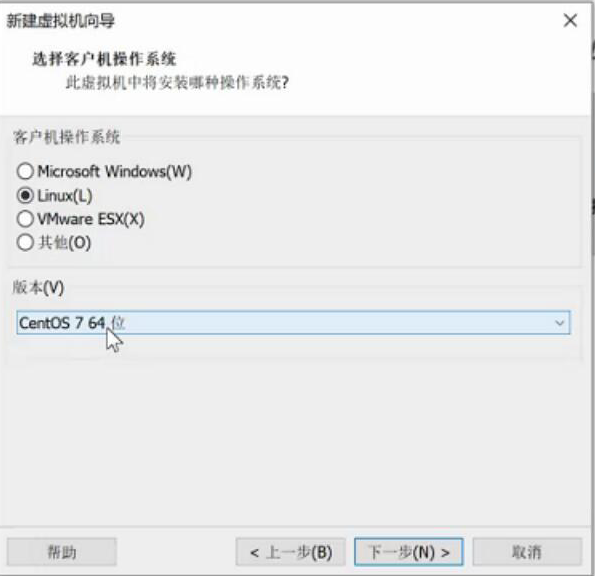 新建虚拟机向导
选择客户机操作系统
此虚拟机中将安装哪种操作系统?
客户机操作系统
Microsoft Windows(W)
Linux(L)
VMware ESX(X)
其他(O)
版本(V)
CentOS 7 64 位
帮助
< 上一步(B)
下一步(N) >
取消